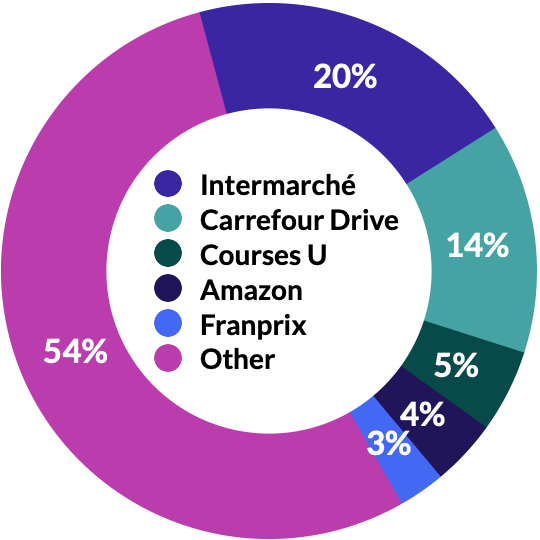 20%
14%
5%
4%
3%
54%
Intermarché
Carrefour Drive
Courses U
Amazon
Franprix
Other